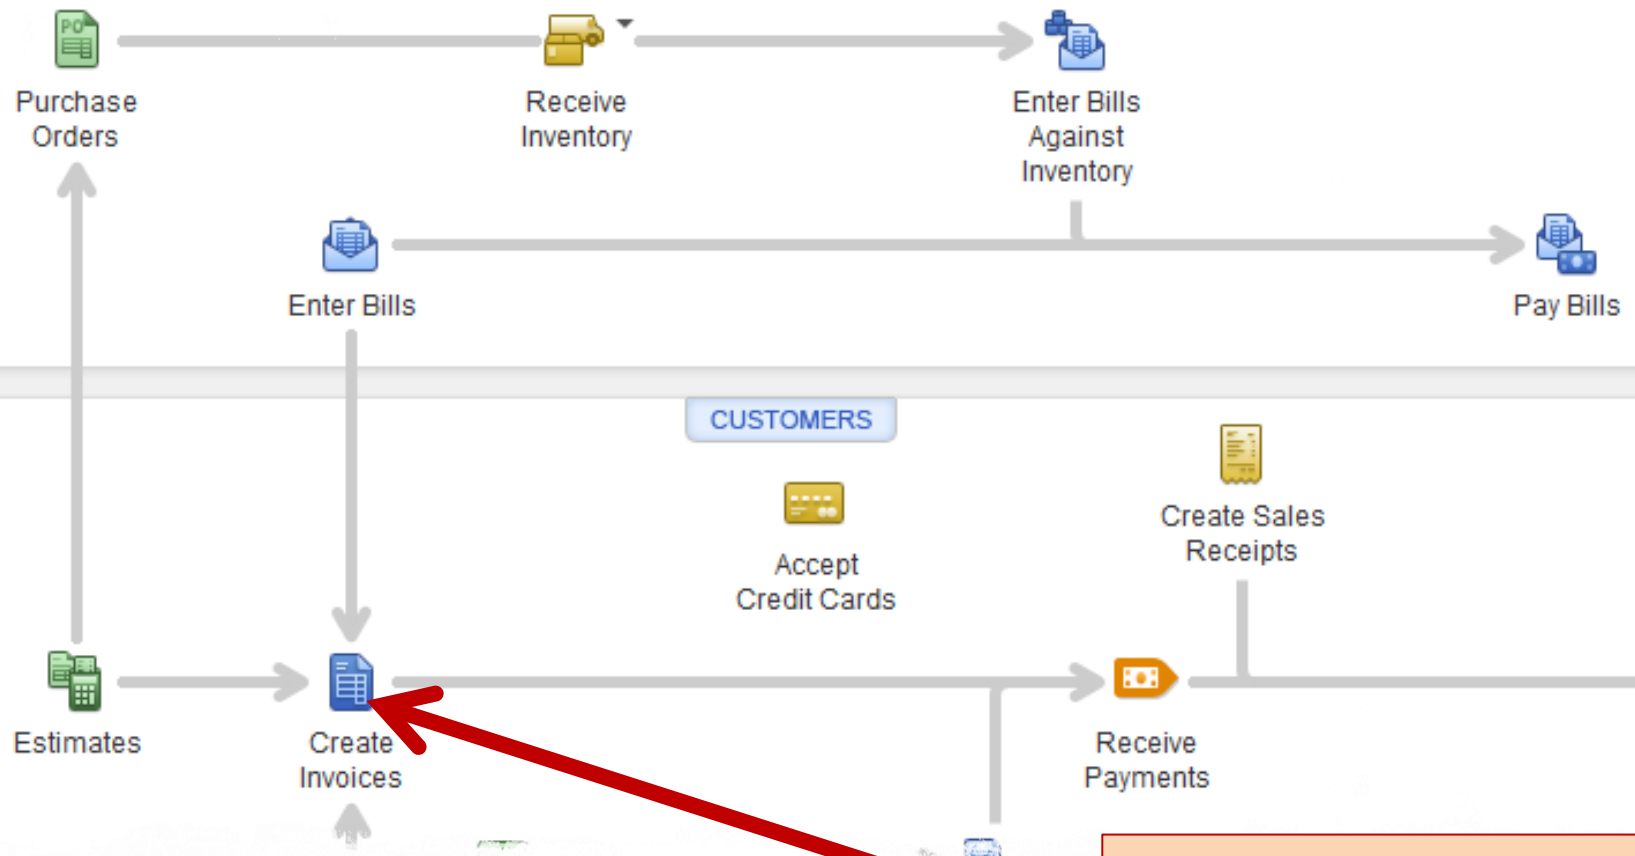 PO
Purchase
Orders
Receive
Inventory
Enter Bills
Against
Inventory
Enter Bills
Pay Bills
CUSTOMERS
Create Sales
Receipts
Accept
Credit Cards
Estimates
Create
Invoices
Receive
Payments